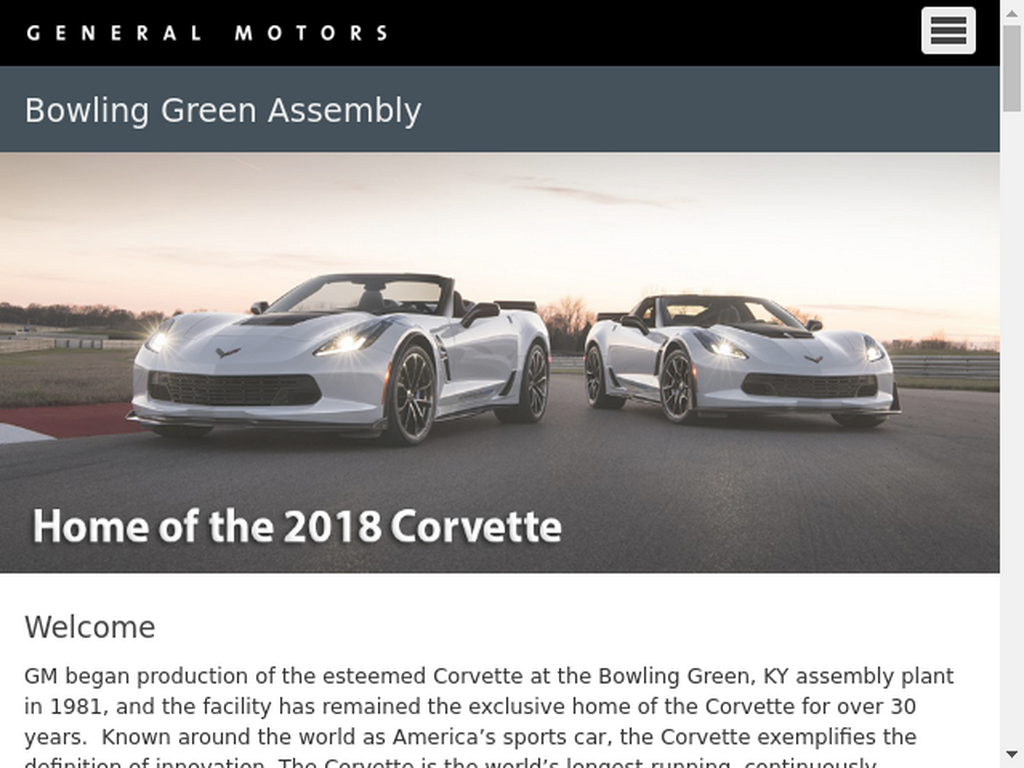 GENERAL MOTORS
Bowling Green Assembly
Home of the 2018 Corvette
Welcome
GM began production of the esteemed Corvette at the Bowling Green, KY assembly plant
in 1981, and the facility has remained the exclusive home of the Corvette for over 30
years.  Known around the world as America’s sports car, the Corvette exemplifies the
definition of innovation. The Corvette is the world’s longest running, continuously